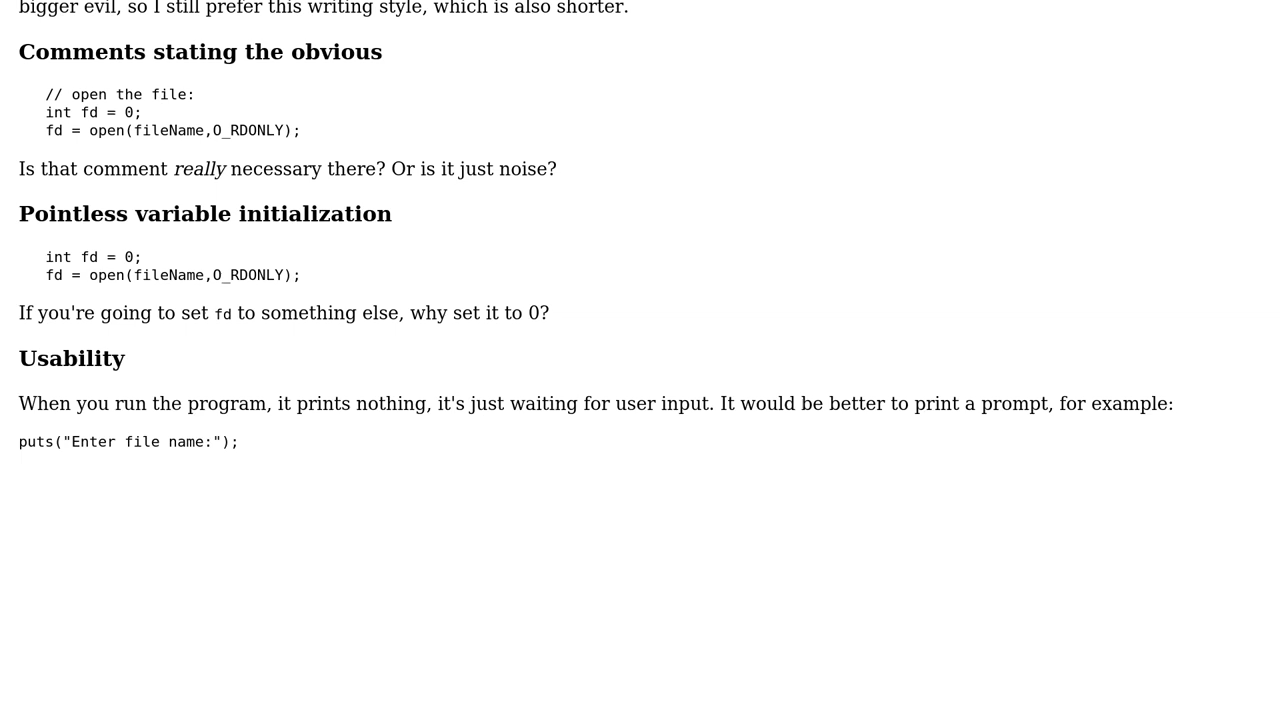 bigger evil, so I still prefer this writing style, which is also shorter.
Comments stating the obvious
// open the file:
int fd = 0;
fd = open(fileName,O_RDONLY);
Is that comment really necessary there? Or is it just noise?
Pointless variable initialization
int fd = 0;
fd = open(fileName,O_RDONLY);
If you're going to set fd to something else, why set it to 0?
Usability
When you run the program, it prints nothing, it's just waiting for user input. It would be better to print a prompt, for example:
puts("Enter file name:");